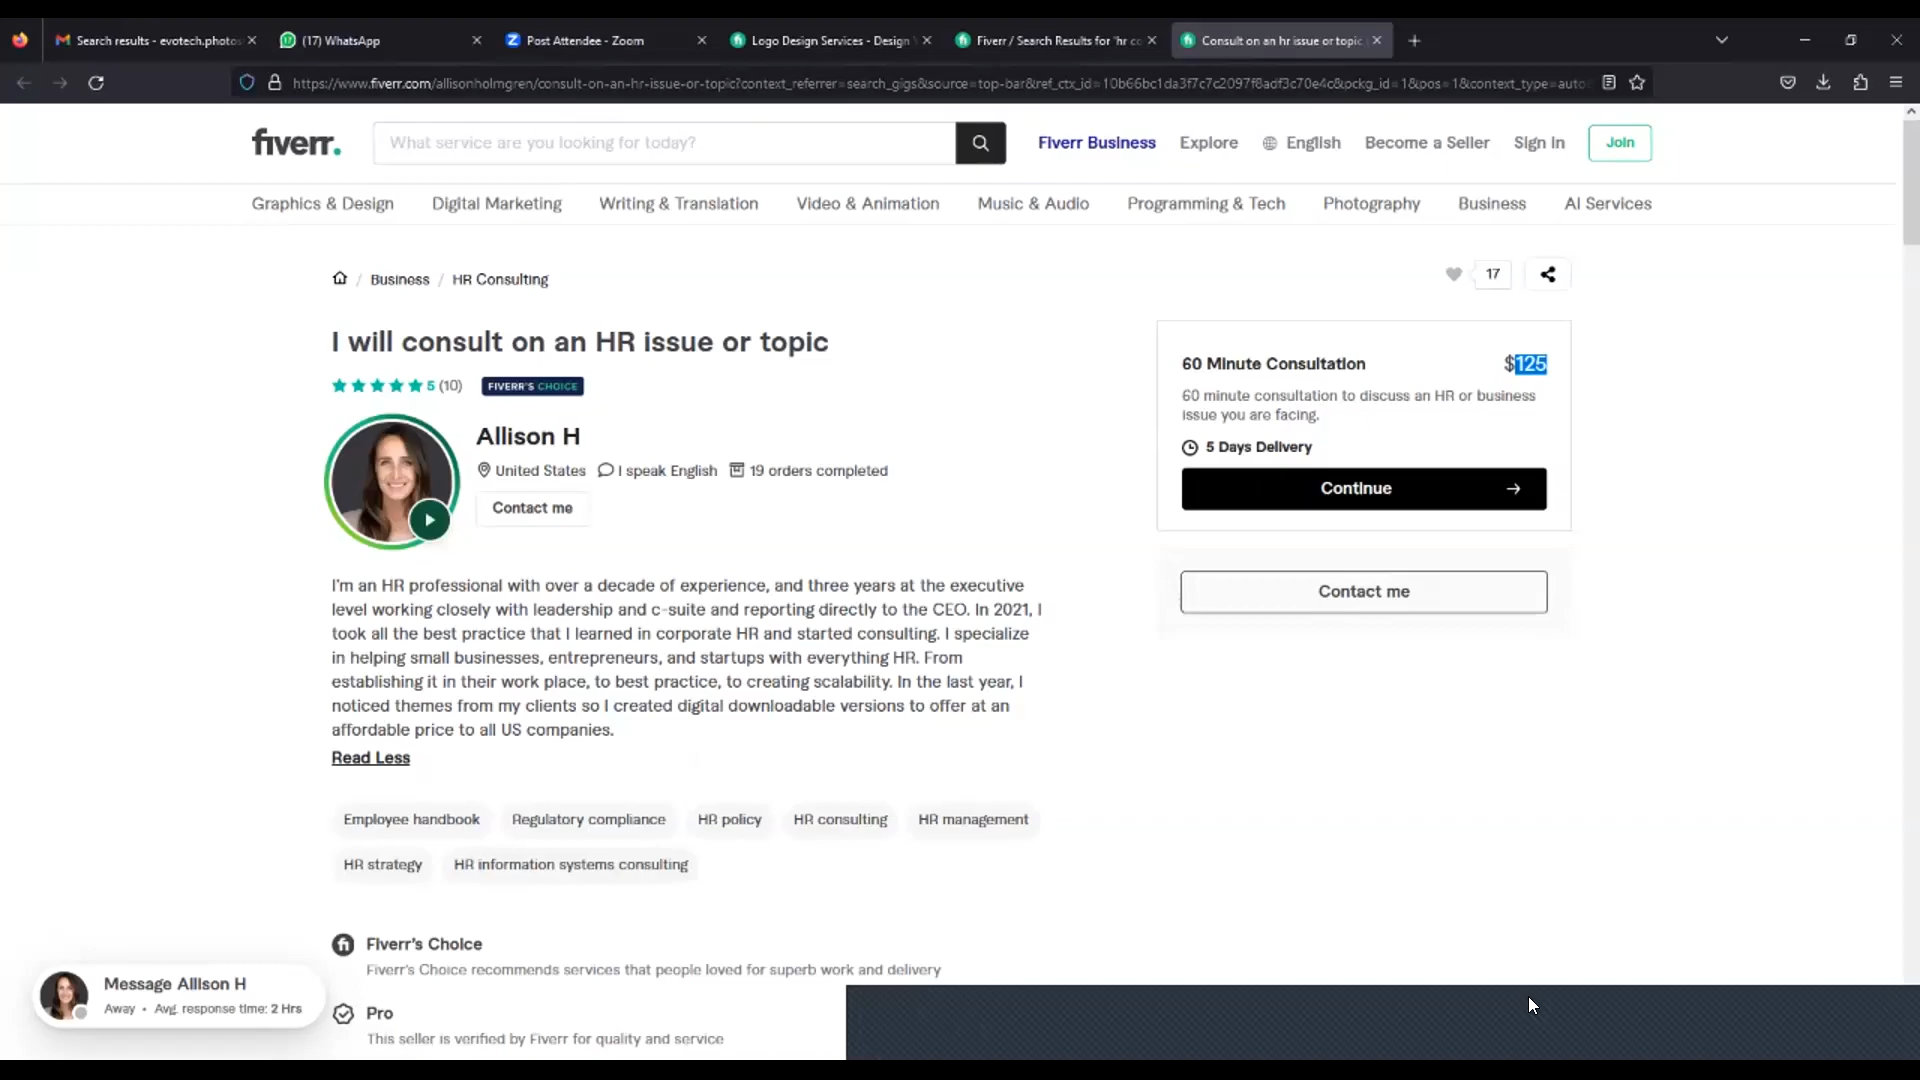 Search results - evotech.photos
(17) WhatsApp
Post Attendee - Zoom
Logo Design Services - Design
Fiverr / Search Results for 'hr co
Consult on an hr issue or topic
https://www.fiverr.com/allisonholmgren/consult-on-an-hr-issue-or-topic?context_referrer=search_gigs&source=top-bar&ref_ctx_id=10b66bc1da3f7c7c2097f8adf3c70e4c&pckg_id=1&pos=1&context_type=auto
fiverr.
What service are you looking for today?
Fiverr Business
Explore
English
Become a Seller
Sign in
Join
Graphics & Design
Digital Marketing
Writing & Translation
Video & Animation
Music & Audio
Programming & Tech
Photography
Business
AI Services
/ Business / HR Consulting
17
I will consult on an HR issue or topic
5 (10)
FIVERR'S CHOICE
Allison H
United States
I speak English
19 orders completed
Contact me
I'm an HR professional with over a decade of experience, and three years at the executive
level working closely with leadership and c-suite and reporting directly to the CEO. In 2021, I
took all the best practice that I learned in corporate HR and started consulting. I specialize
in helping small businesses, entrepreneurs, and startups with everything HR. From
establishing it in their work place, to best practice, to creating scalability. In the last year, I
noticed themes from my clients so I created digital downloadable versions to offer at an
affordable price to all US companies.
Read Less
Employee handbook
Regulatory compliance
HR policy
HR consulting
HR management
HR strategy
HR information systems consulting
Fiverr's Choice
Fiverr's Choice recommends services that people loved for superb work and delivery
Pro
This seller is verified by Fiverr for quality and service
60 Minute Consultation
$125
60 minute consultation to discuss an HR or business
issue you are facing.
5 Days Delivery
Continue
Contact me
Message Allison H
Away • Avg. response time: 2 Hrs